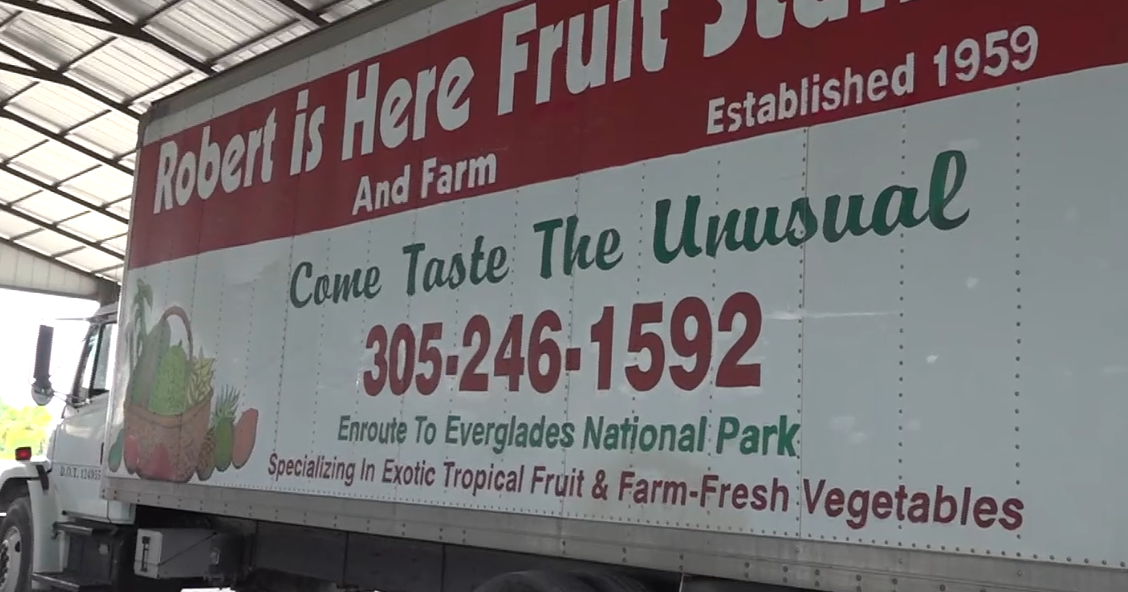 Robert is Here Fruit Stan
And Farm
Established 1959
Come Taste The Unusual
305-246-1592
Enroute To Everglades National Park
Specializing In Exotic Tropical Fruit & Farm-Fresh Vegetables
D.O.T.